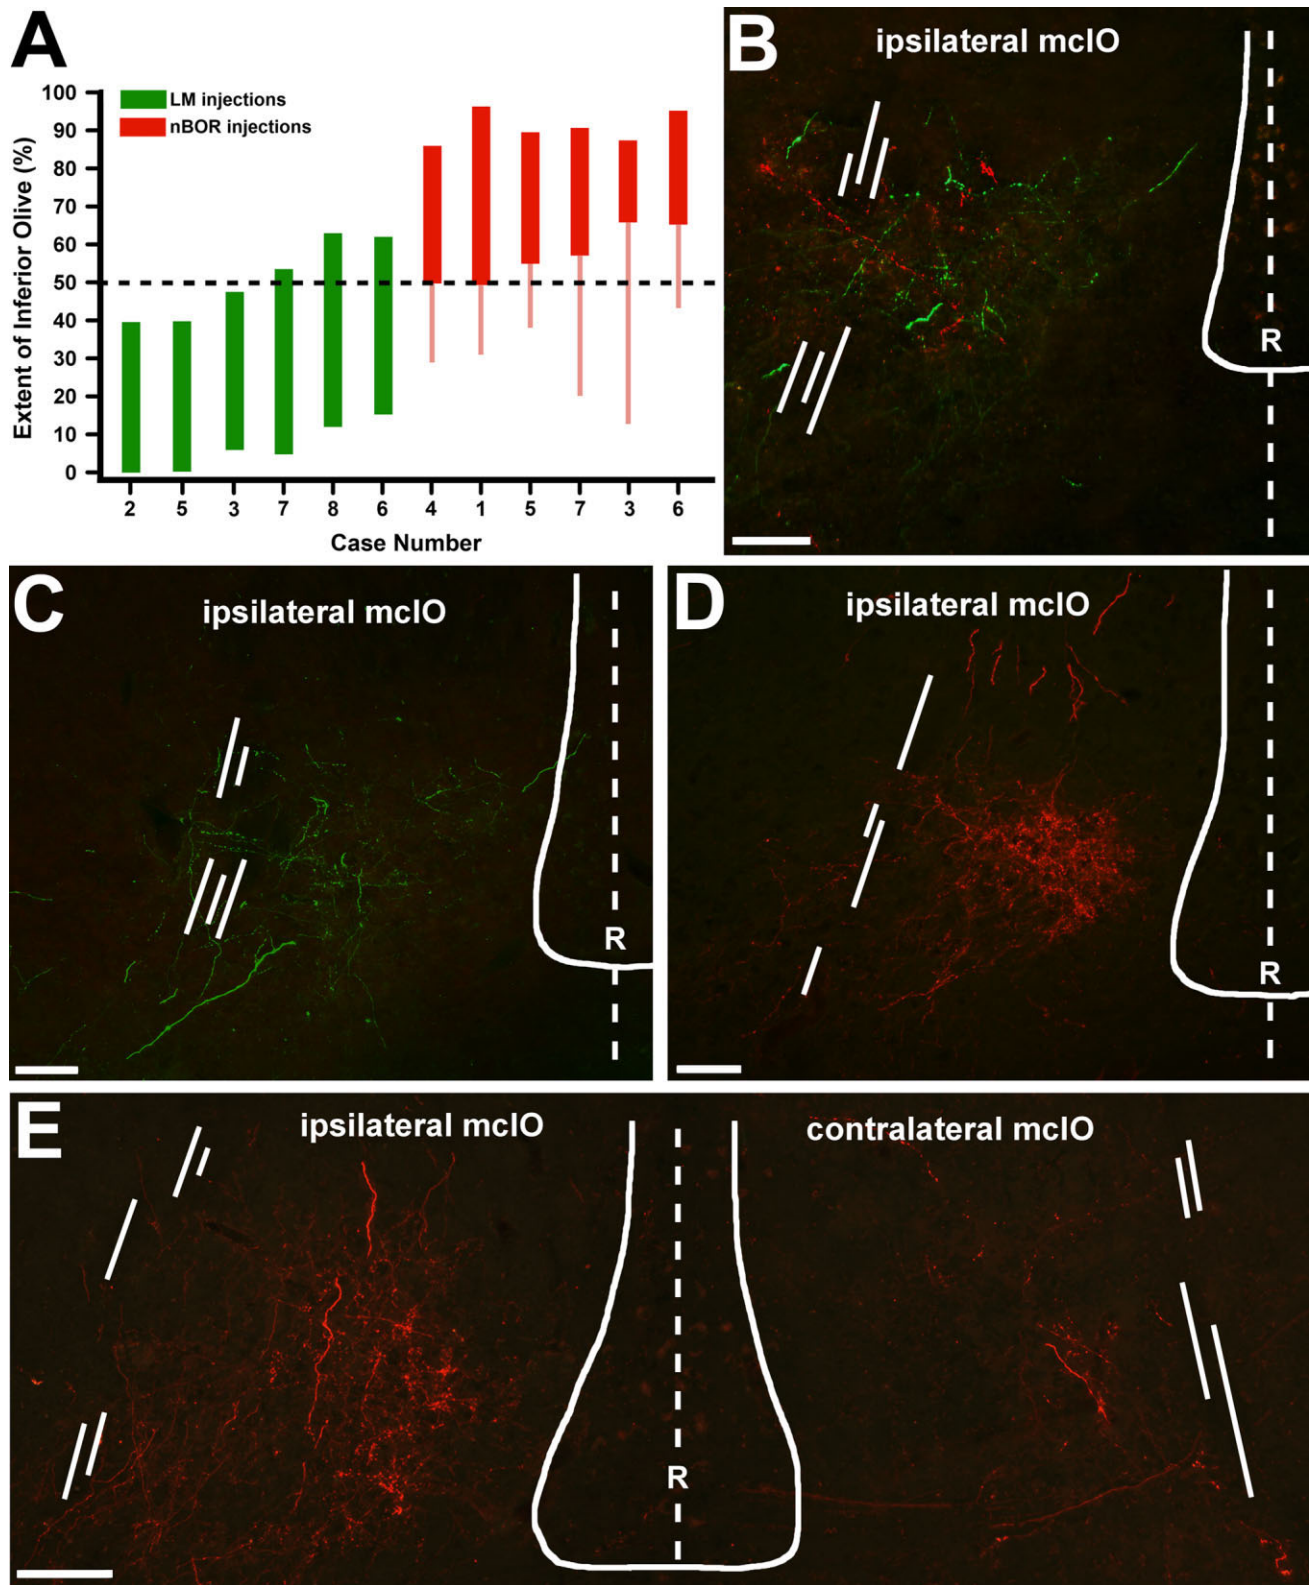 A
LM injections
nBOR injections
Extent of Inferior Olive (%)
100
90
80
70
60
50
40
30
20
10
0
2 5 3 7 8 6 4 1 5 7 3 6
Case Number
B
ipsilateral mcIO
R
C
ipsilateral mcIO
R
D
ipsilateral mcIO
R
E
ipsilateral mcIO
contralateral mcIO
R